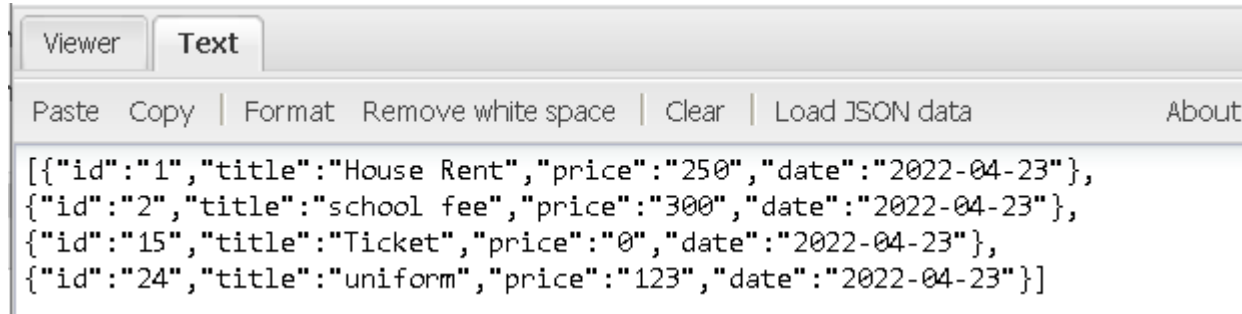 Viewer Text
Paste Copy Format Remove white space Clear Load JSON data About
[{"id":"1","title":"House Rent","price":"250","date":"2022-04-23"},
{"id":"2","title":"school fee","price":"300","date":"2022-04-23"},
{"id":"15","title":"Ticket","price":"0","date":"2022-04-23"},
{"id":"24","title":"uniform","price":"123","date":"2022-04-23"}]